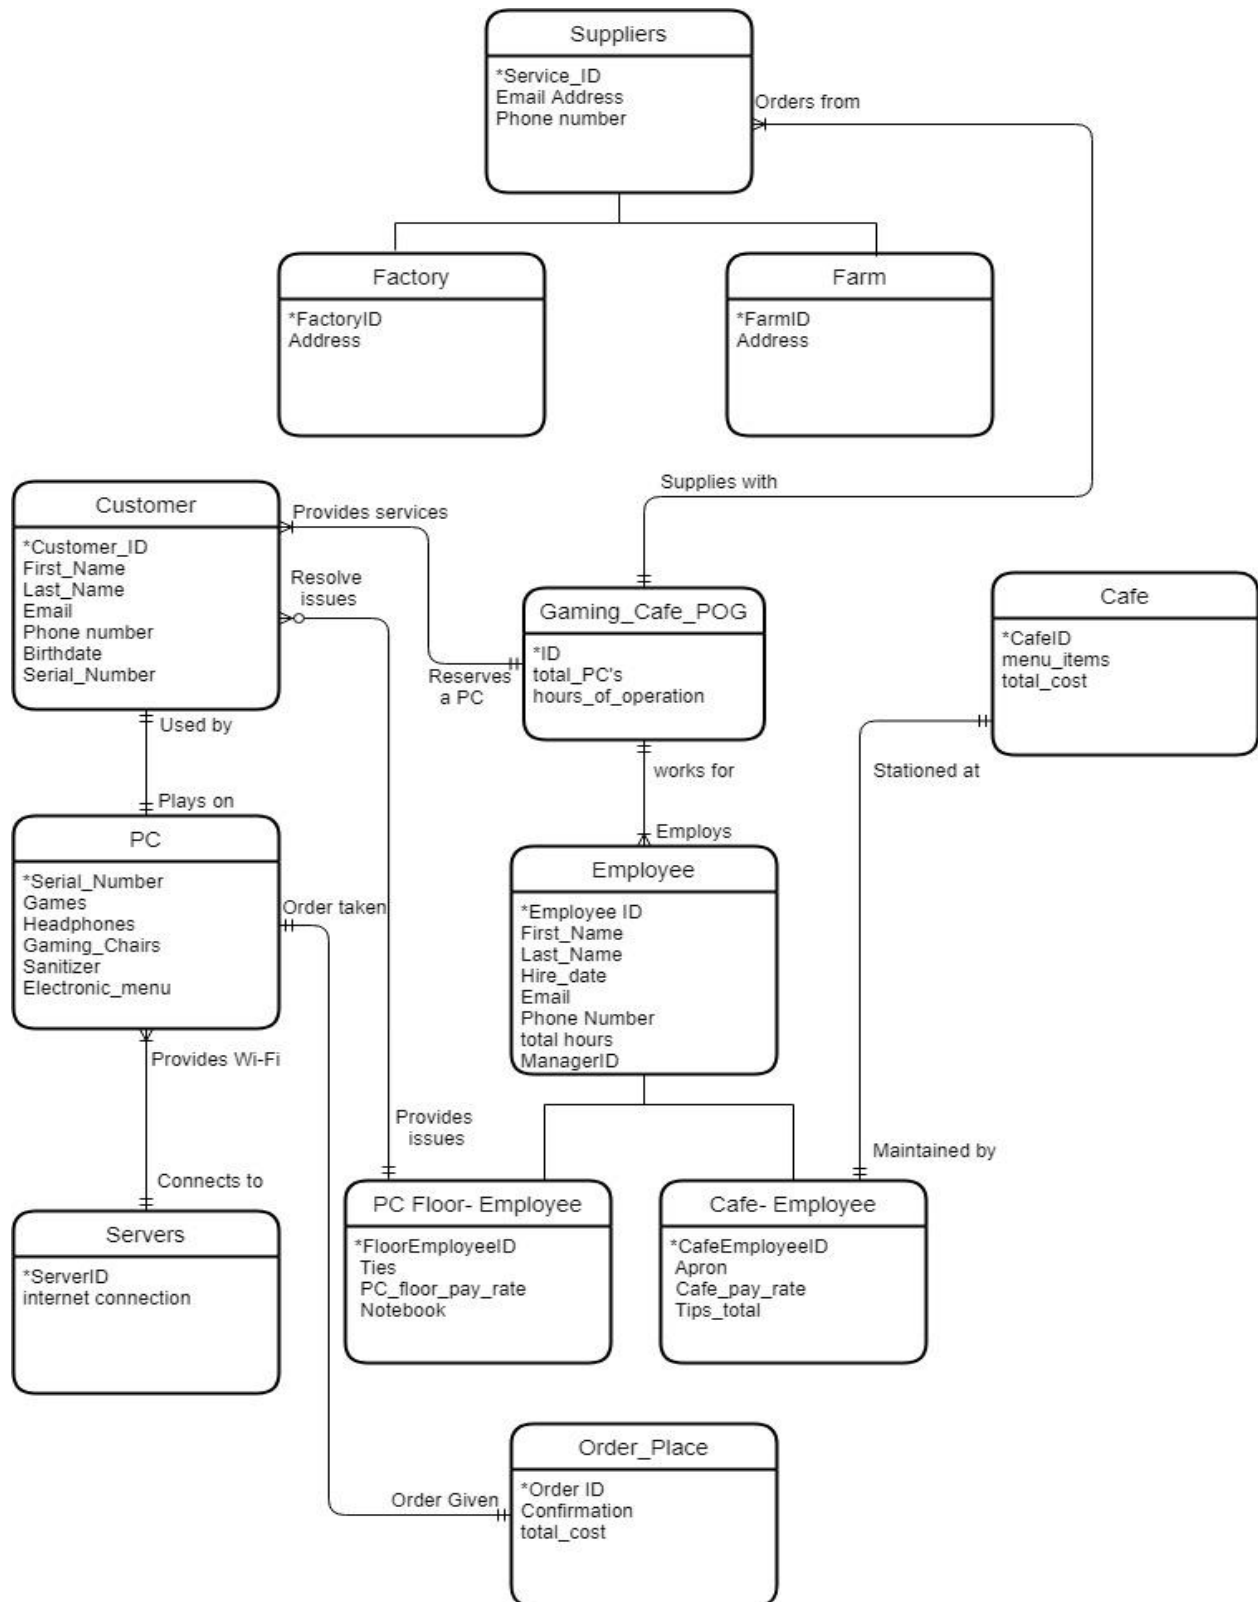 Suppliers
*Service_ID
Email Address
Phone number
Orders from
Factory
*FactoryID
Address
Farm
*FarmID
Address
Supplies with
Customer
*Customer_ID
First_Name
Last_Name
Email
Phone number
Birthdate
Serial_Number
Provides services
Resolve
issues
Reserves
a PC
Gaming_Cafe_POG
*ID
total_PC's
hours_of_operation
Cafe
*CafeID
menu_items
total_cost
Used by
Plays on
works for
Employs
Stationed at
PC
*Serial_Number
Games
Headphones
Gaming_Chairs
Sanitizer
Electronic_menu
Order taken
Employee
*Employee ID
First_Name
Last_Name
Hire_date
Email
Phone Number
total hours
ManagerID
Provides Wi-Fi
Connects to
Provides
issues
Maintained by
Servers
*ServerID
internet connection
PC Floor- Employee
*FloorEmployeeID
Ties
PC_floor_pay_rate
Notebook
Cafe- Employee
*CafeEmployeeID
Apron
Cafe_pay_rate
Tips_total
Order Given
Order_Place
*Order ID
Confirmation
total_cost